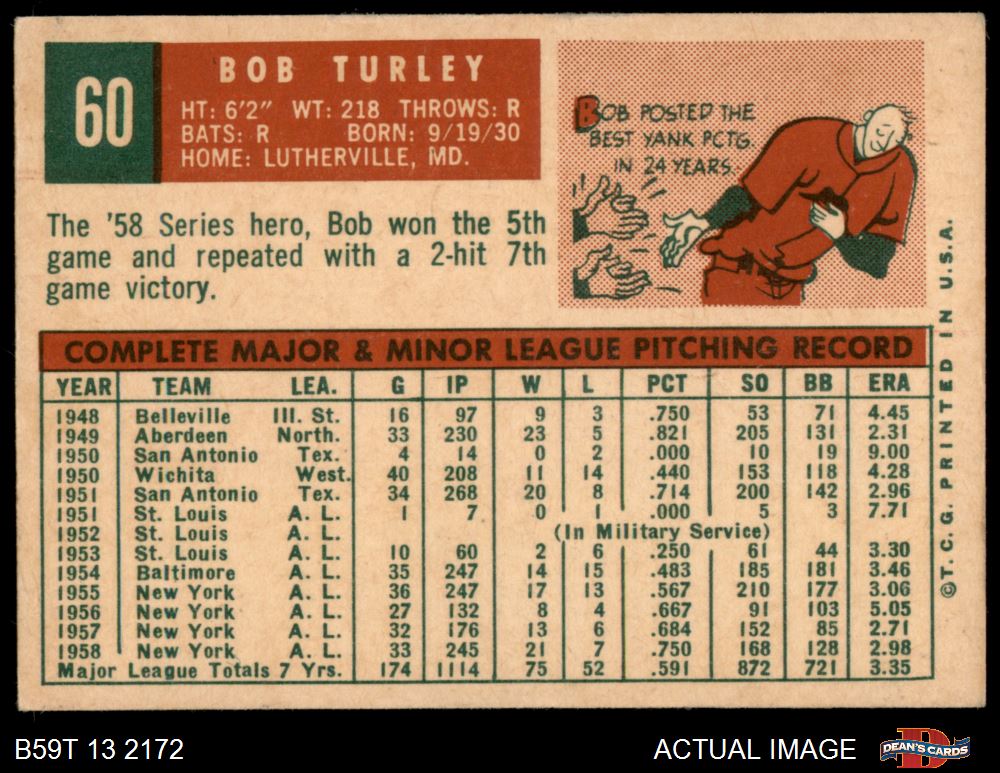 60
BOB TURLEY
HT: 6'2" WT: 218 THROWS: R
BATS: R BORN: 9/19/30
HOME: LUTHERVILLE, MD.
BOB POSTED THE
BEST YANK PCTG.
IN 24 YEARS.
The '58 Series hero, Bob won the 5th
game and repeated with a 2-hit 7th
game victory.
COMPLETE MAJOR & MINOR LEAGUE PITCHING RECORD
YEAR TEAM LEA. G IP W L PCT SO BB ERA
1948 Belleville Ill. St. 16 97 9 3 .750 53 71 4.45
1949 Aberdeen North. 33 230 23 5 .821 205 131 2.31
1950 San Antonio Tex. 4 14 0 2 .000 10 19 9.00
1950 Wichita West. 40 208 11 14 .440 153 118 4.28
1951 San Antonio Tex. 34 268 20 8 .714 200 142 2.96
1951 St. Louis A. L. 1 7 0 1 .000 5 3 7.71
1952 St. Louis A. L. (In Military Service)
1953 St. Louis A. L. 10 60 2 6 .250 61 44 3.30
1954 Baltimore A. L. 35 247 14 15 .483 185 181 3.46
1955 New York A. L. 36 247 17 13 .567 210 177 3.06
1956 New York A. L. 27 132 8 4 .667 91 103 5.05
1957 New York A. L. 32 176 13 6 .684 152 85 2.71
1958 New York A. L. 33 245 21 7 .750 168 128 2.98
Major League Totals 7 Yrs. 174 1114 75 52 .591 872 721 3.35
©T. C. G. PRINTED IN U.S.A.
B59T 13 2172
ACTUAL IMAGE
DEAN'S CARDS